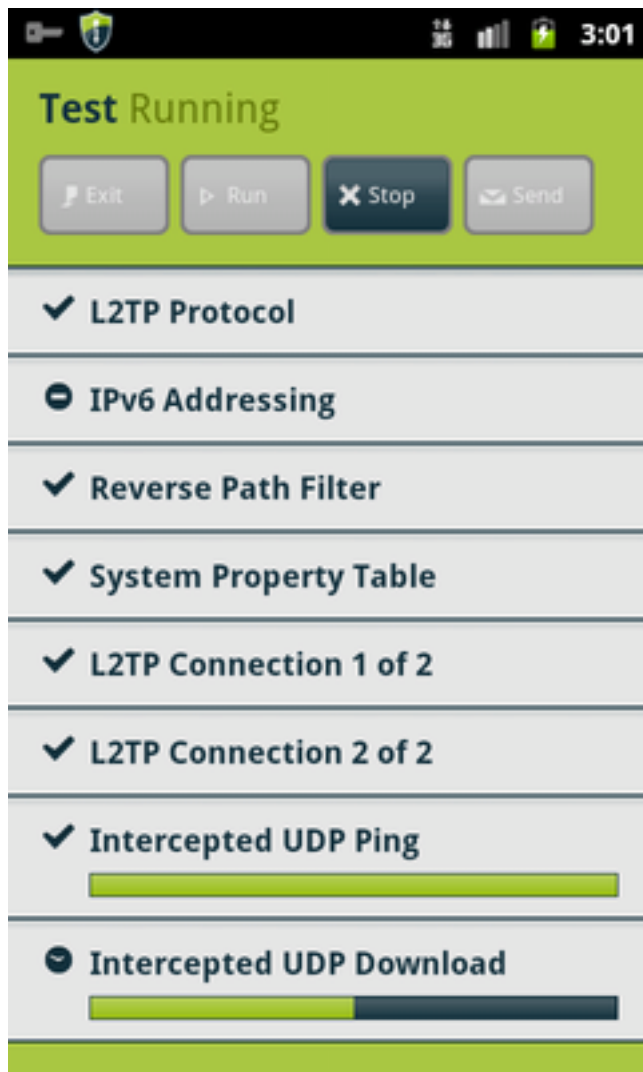 3G 3:01
Test Running
Exit Run Stop Send
L2TP Protocol
IPv6 Addressing
Reverse Path Filter
System Property Table
L2TP Connection 1 of 2
L2TP Connection 2 of 2
Intercepted UDP Ping
Intercepted UDP Download